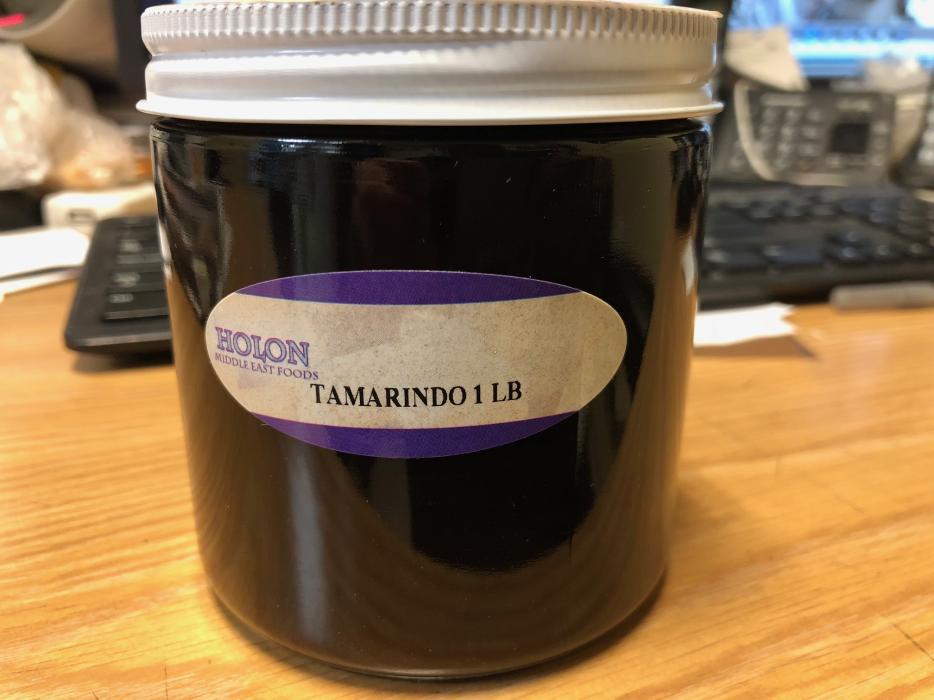 HOLON
MIDDLE EAST FOODS
TAMARINDO 1 LB